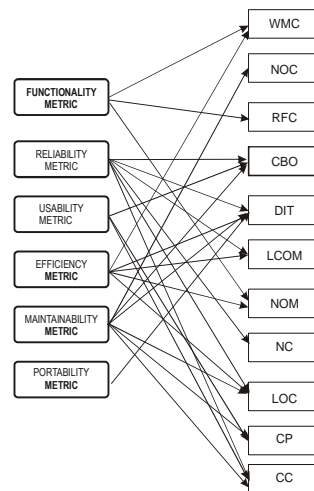 FUNCTIONALITY
METRIC
RELIABILITY
METRIC
USABILITY
METRIC
EFFICIENCY
METRIC
MAINTAINABILITY
METRIC
PORTABILITY
METRIC
WMC
NOC
RFC
CBO
DIT
LCOM
NOM
NC
LOC
CP
CC